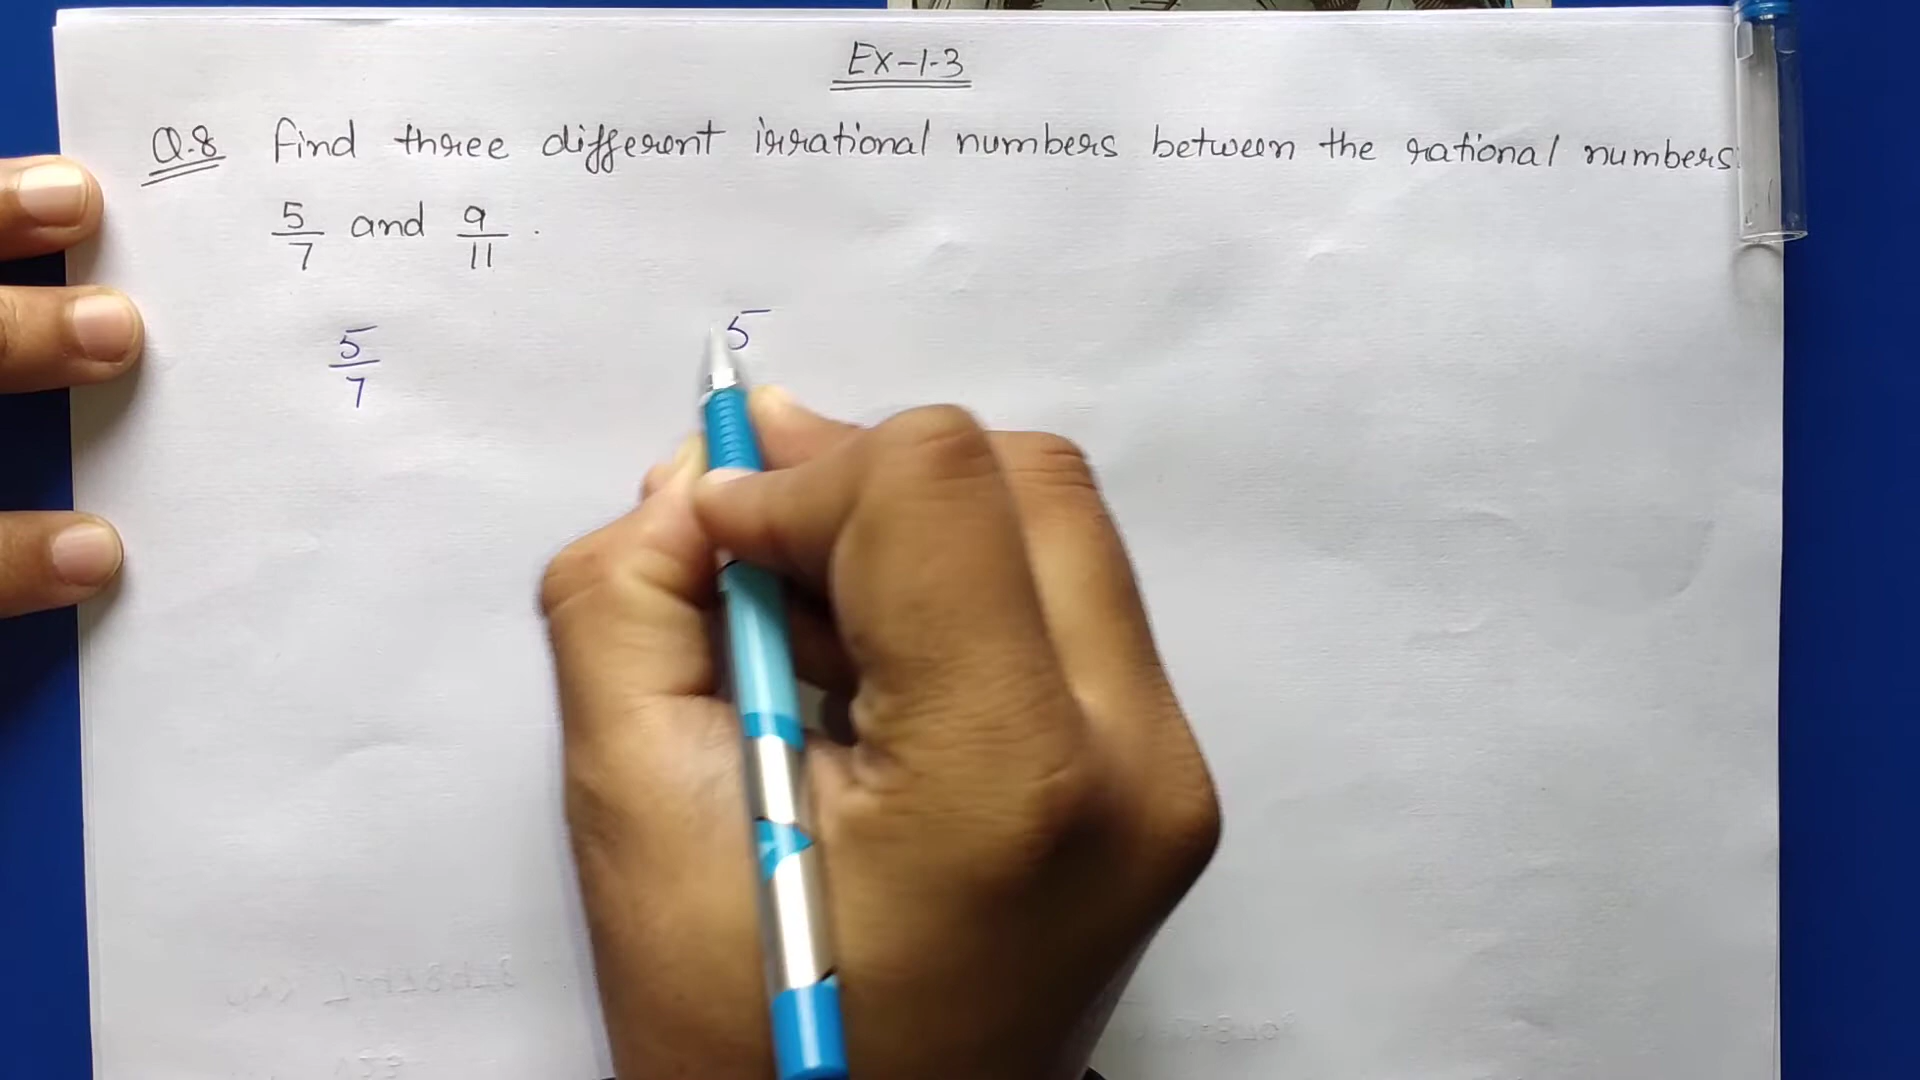 Ex-1.3
Q.8 find three different irrational numbers between the rational numbers
5/7 and 9/11 .
5/7 5